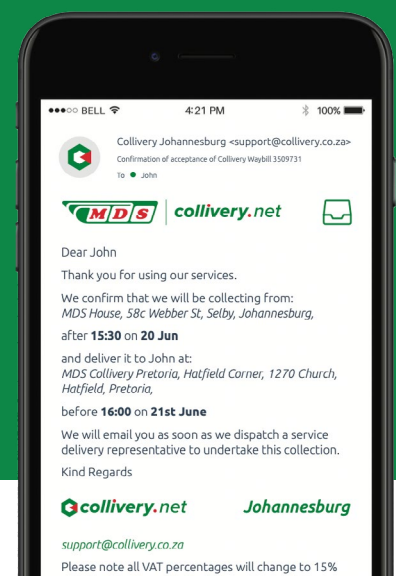 BELL 4:21 PM 100%
Collivery Johannesburg <support@collivery.co.za>
Confirmation of acceptance of Collivery Waybill 3509731
To John
MDS collivery.net
Dear John
Thank you for using our services.
We confirm that we will be collecting from:
MDS House, 58c Webber St, Selby, Johannesburg,
after 15:30 on 20 Jun
and deliver it to John at:
MDS Collivery Pretoria, Hatfield Corner, 1270 Church,
Hatfield, Pretoria,
before 16:00 on 21st June
We will email you as soon as we dispatch a service
delivery representative to undertake this collection.
Kind Regards
collivery.net Johannesburg
support@collivery.co.za
Please note all VAT percentages will change to 15%